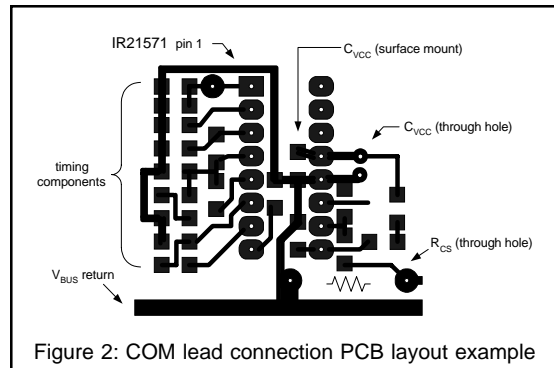 IR21571 pin 1
C_VCC (surface mount)
C_VCC (through hole)
timing
components
R_CS (through hole)
V_BUS return
Figure 2: COM lead connection PCB layout example